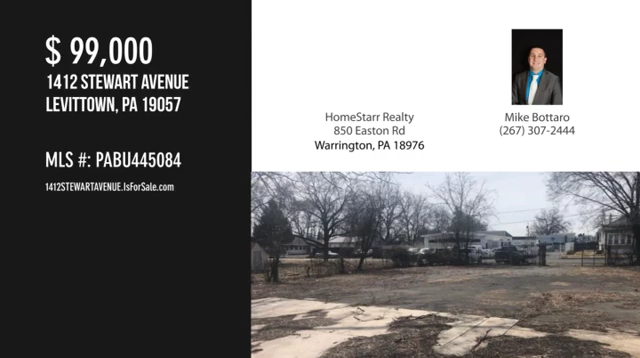 $ 99,000
1412 STEWART AVENUE
LEVITTOWN, PA 19057
MLS #: PABU445084
1412STEWARTAVENUE.IsForSale.com
HomeStarr Realty
850 Easton Rd
Warrington, PA 18976
Mike Bottaro
(267) 307-2444